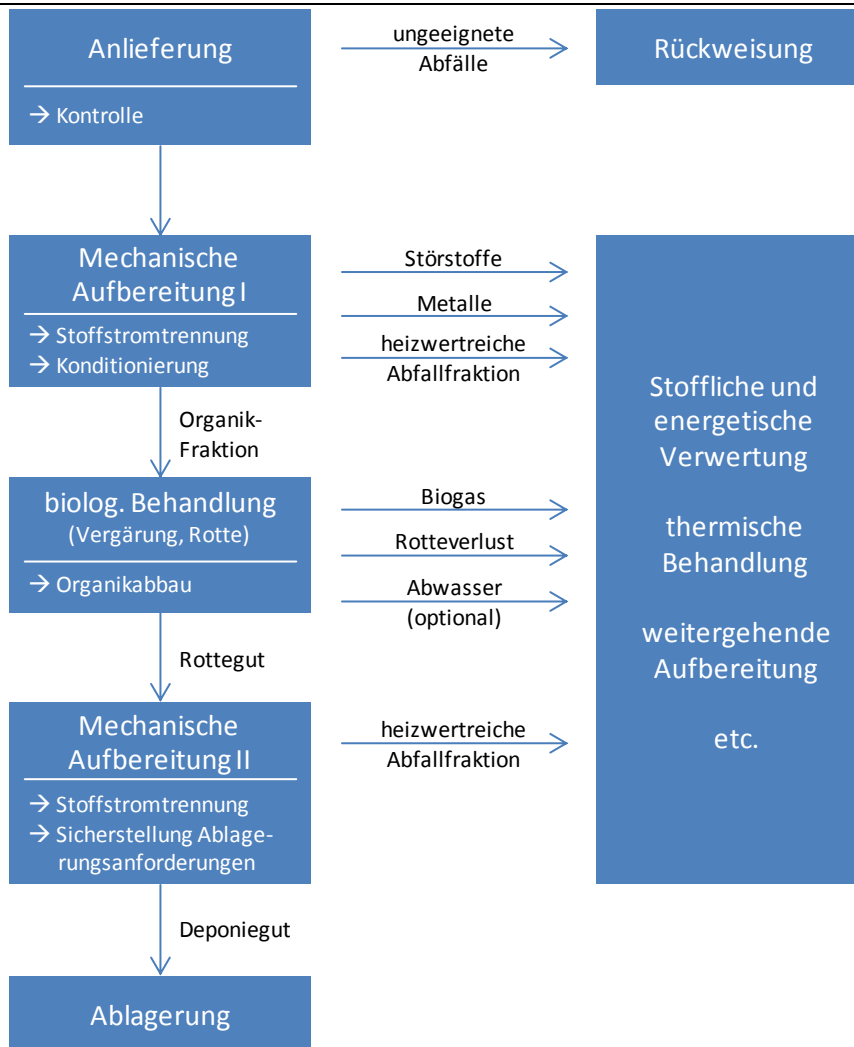 Anlieferung
→ Kontrolle
ungeeignete
Abfälle
Rückweisung
Mechanische
Aufbereitung I
→ Stoffstromtrennung
→ Konditionierung
Störstoffe
Metalle
heizwertreiche
Abfallfraktion
Organik-
Fraktion
biolog. Behandlung
(Vergärung, Rotte)
→ Organikabbau
Biogas
Rotteverlust
Abwasser
(optional)
Rottegut
Mechanische
Aufbereitung II
→ Stoffstromtrennung
→ Sicherstellung Ablage-
rungsanforderungen
heizwertreiche
Abfallfraktion
Stoffliche und
energetische
Verwertung
thermische
Behandlung
weitergehende
Aufbereitung
etc.
Deponiegut
Ablagerung